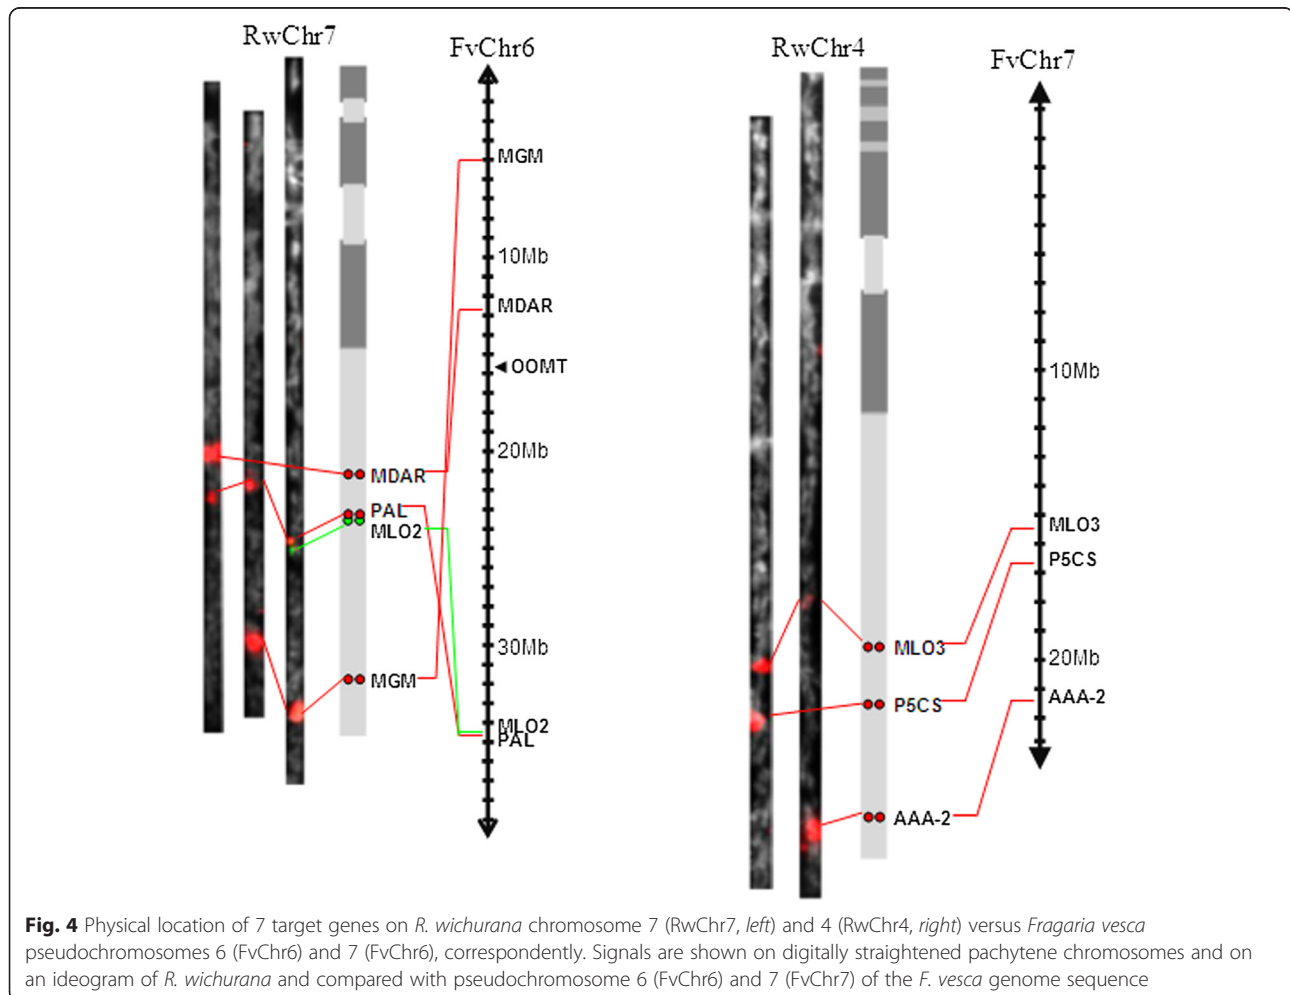 RwChr7
FvChr6
MGM
10Mb
MDAR
OOMT
20Mb
MDAR
PAL
MLO2
30Mb
MGM
MLO2
PAL
RwChr4
FvChr7
10Mb
MLO3
P5CS
MLO3
20Mb
P5CS
AAA-2
AAA-2
Fig. 4 Physical location of 7 target genes on R. wichurana chromosome 7 (RwChr7, left) and 4 (RwChr4, right) versus Fragaria vesca
pseudochromosomes 6 (FvChr6) and 7 (FvChr6), correspondently. Signals are shown on digitally straightened pachytene chromosomes and on
an ideogram of R. wichurana and compared with pseudochromosome 6 (FvChr6) and 7 (FvChr7) of the F. vesca genome sequence